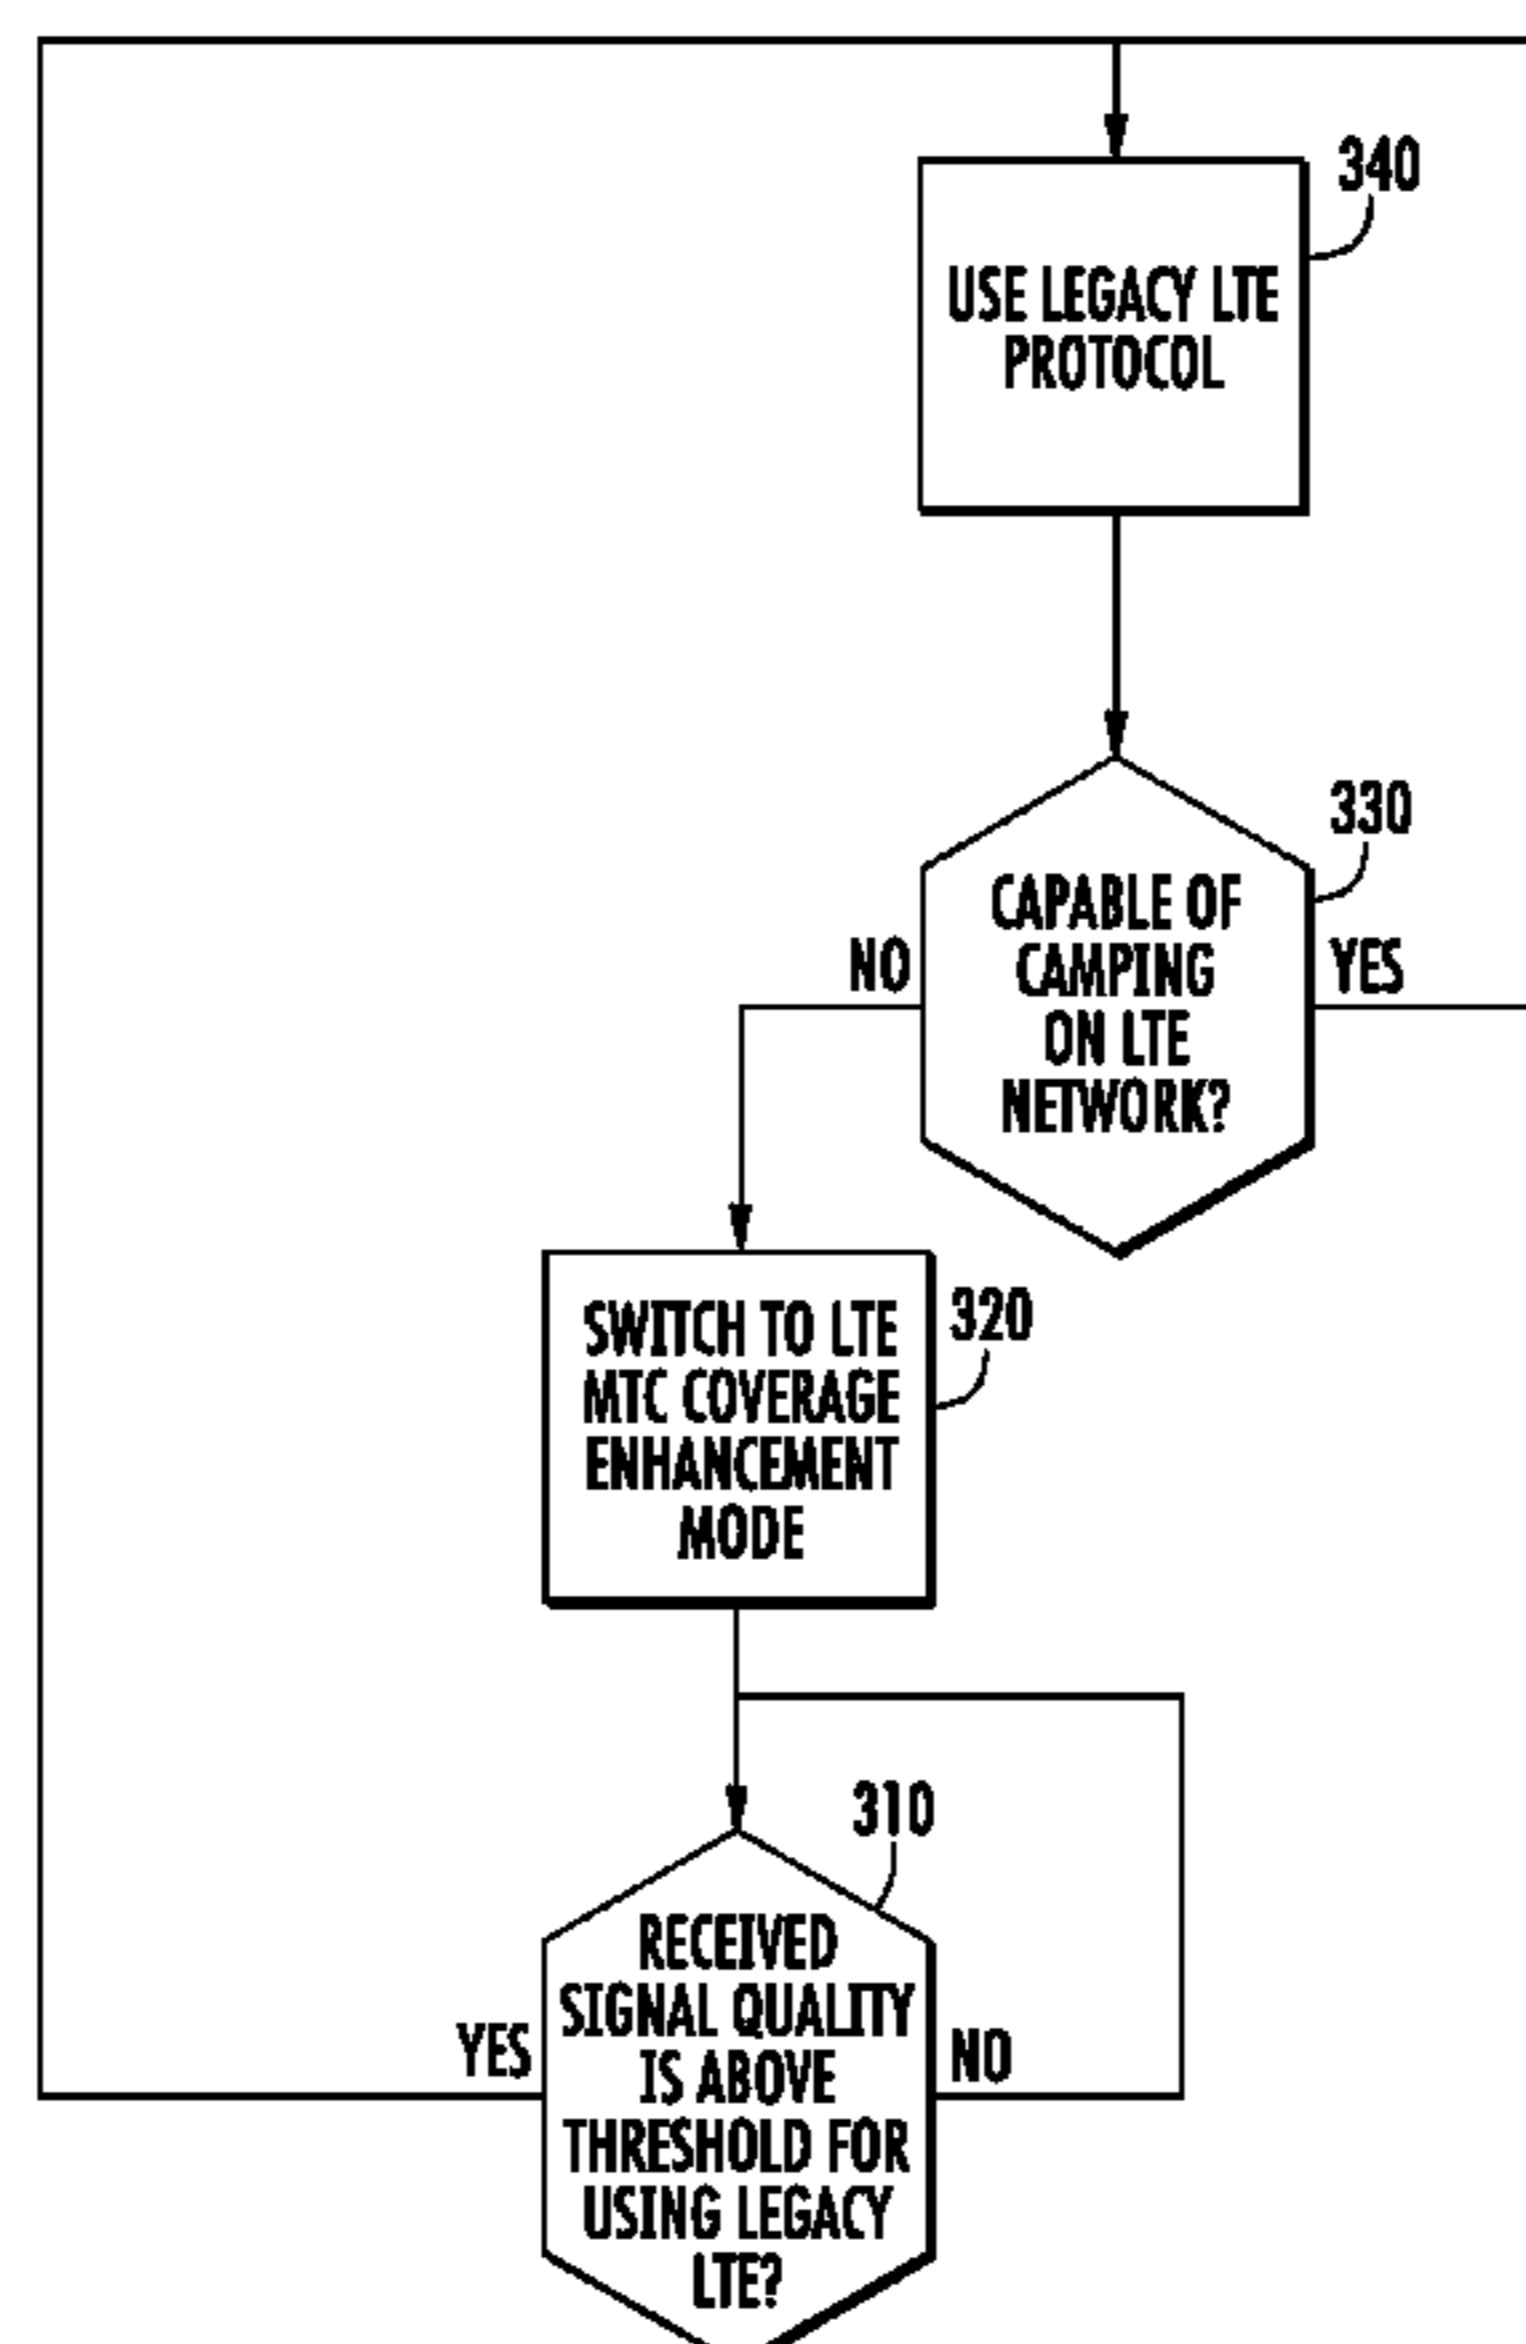 340
USE LEGACY LTE
PROTOCOL
330
CAPABLE OF
CAMPING
ON LTE
NETWORK?
NO
YES
SWITCH TO LTE
MTC COVERAGE
ENHANCEMENT
MODE
320
310
RECEIVED
SIGNAL QUALITY
IS ABOVE
THRESHOLD FOR
USING LEGACY
LTE?
YES
NO